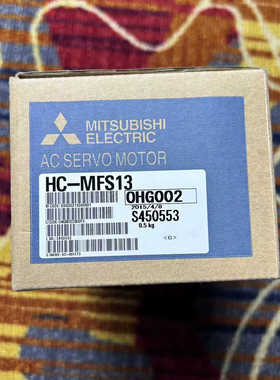 MITSUBISHI
ELECTRIC
AC SERVO MOTOR
HC-MFS13
OHG002
2015/4/8
S450553
0.5 kg
<G>